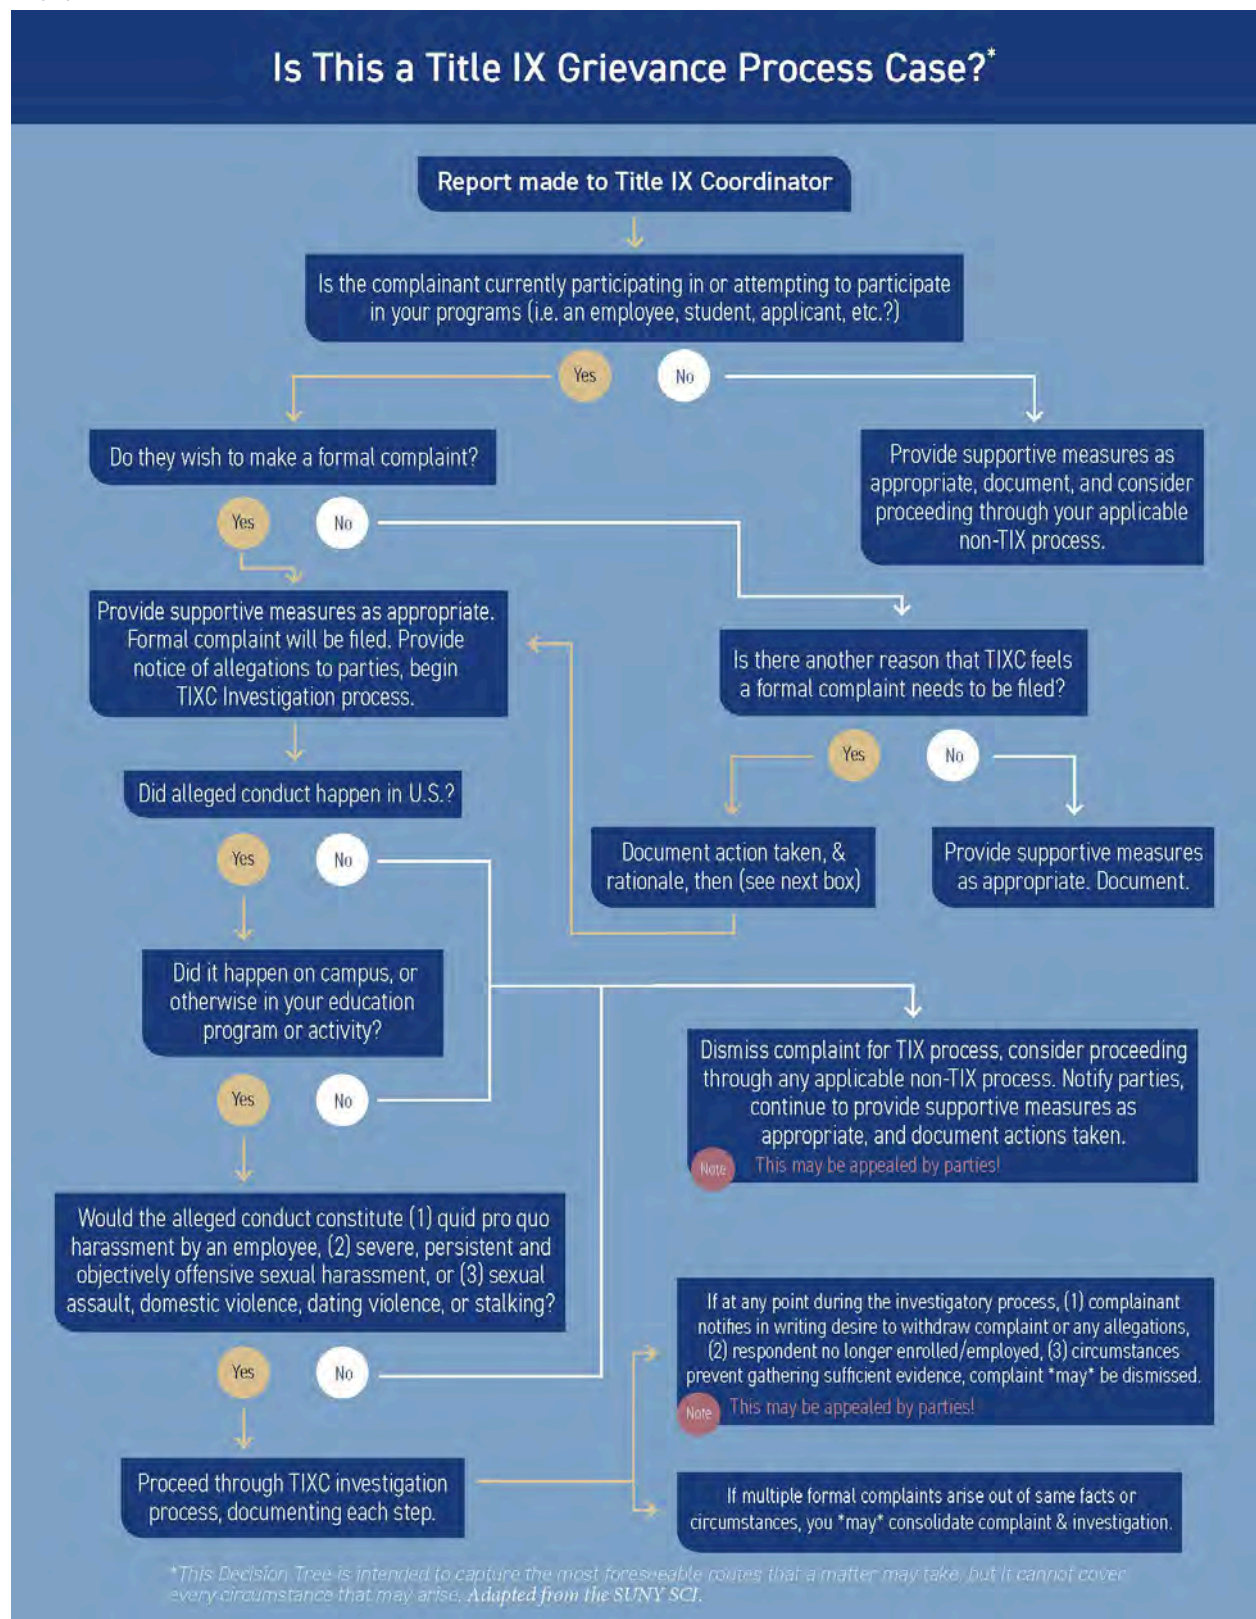 Is This a Title IX Grievance Process Case?*
Report made to Title IX Coordinator
Is the complainant currently participating in or attempting to participate
in your programs (i.e. an employee, student, applicant, etc.?)
Yes
No
Do they wish to make a formal complaint?
Provide supportive measures as
appropriate, document, and consider
proceeding through your applicable
non-TIX process.
Yes
No
Provide supportive measures as appropriate.
Formal complaint will be filed. Provide
notice of allegations to parties, begin
TIXC Investigation process.
Is there another reason that TIXC feels
a formal complaint needs to be filed?
Yes
No
Did alleged conduct happen in U.S.?
Yes
No
Document action taken, &
rationale, then (see next box)
Provide supportive measures
as appropriate. Document.
Did it happen on campus, or
otherwise in your education
program or activity?
Yes
No
Dismiss complaint for TIX process, consider proceeding
through any applicable non-TIX process. Notify parties,
continue to provide supportive measures as
appropriate, and document actions taken.
Note This may be appealed by parties!
Would the alleged conduct constitute (1) quid pro quo
harassment by an employee, (2) severe, persistent and
objectively offensive sexual harassment, or (3) sexual
assault, domestic violence, dating violence, or stalking?
Yes
No
If at any point during the investigatory process, (1) complainant
notifies in writing desire to withdraw complaint or any allegations,
(2) respondent no longer enrolled/employed, (3) circumstances
prevent gathering sufficient evidence, complaint *may* be dismissed.
Note This may be appealed by parties!
Proceed through TIXC investigation
process, documenting each step.
If multiple formal complaints arise out of same facts or
circumstances, you *may* consolidate complaint & investigation.
*This Decision Tree is intended to capture the most foreseeable routes that a matter may take, but it cannot cover
every circumstance that may arise. Adapted from the SUNY SCI.